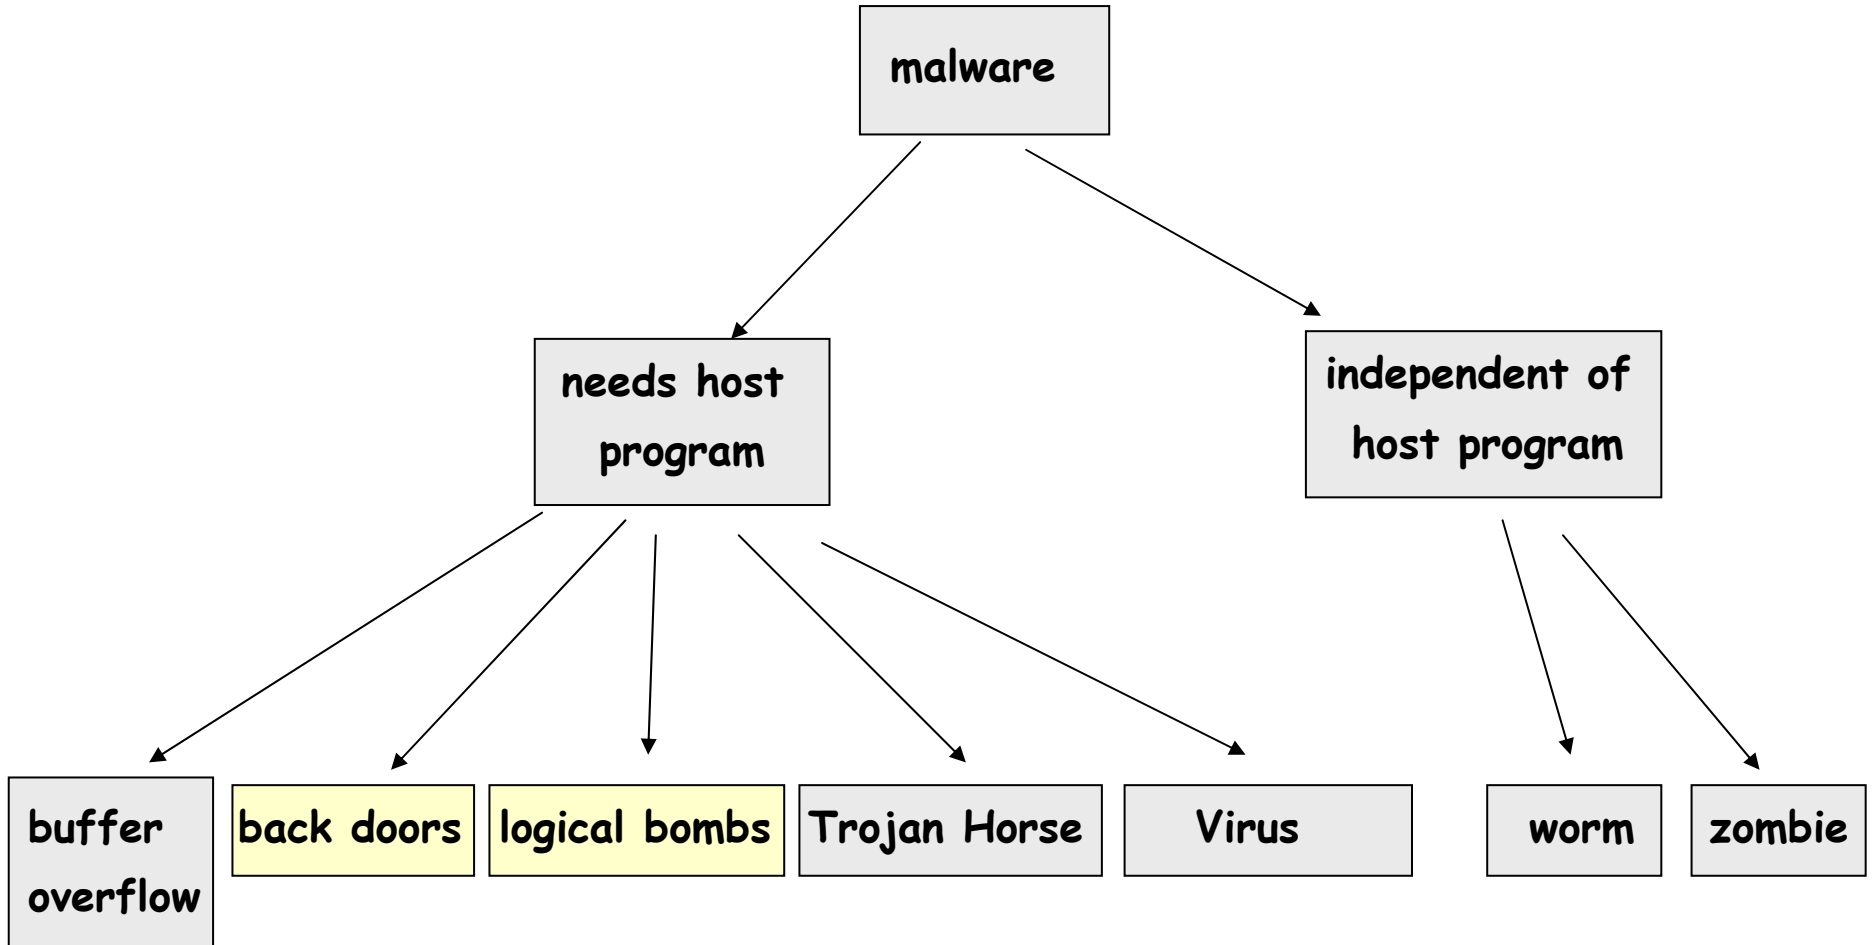 malware
needs host
program
independent of
host program
buffer
overflow
back doors
logical bombs
Trojan Horse
Virus
worm
zombie